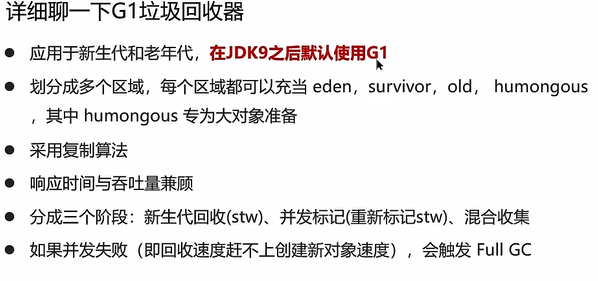 详细聊一下G1垃圾回收器
● 应用于新生代和老年代，在JDK9之后默认使用G1
● 划分成多个区域，每个区域都可以充当 eden，survivor，old， humongous
，其中 humongous 专为大对象准备
● 采用复制算法
● 响应时间与吞吐量兼顾
● 分成三个阶段：新生代回收(stw)、并发标记(重新标记stw)、混合收集
● 如果并发失败（即回收速度赶不上创建新对象速度），会触发 Full GC